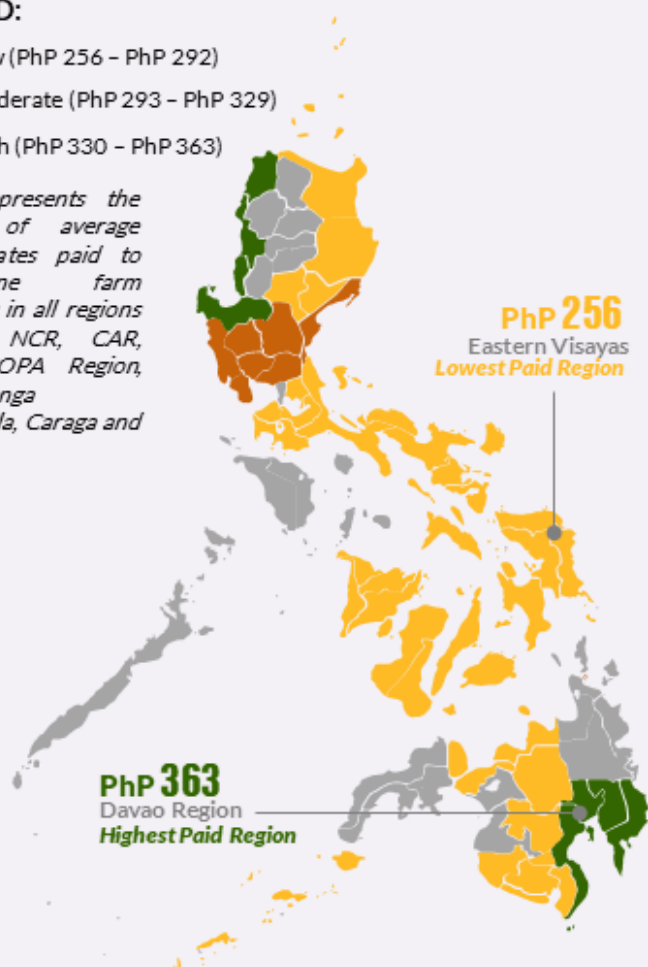 D:
w (PhP 256 – PhP 292)
derate (PhP 293 – PhP 329)
h (PhP 330 – PhP 363)
presents the
of average
ates paid to
ne farm
in all regions
NCR, CAR,
OPA Region,
nga
la, Caraga and
PhP 256
Eastern Visayas
Lowest Paid Region
PhP 363
Davao Region
Highest Paid Region